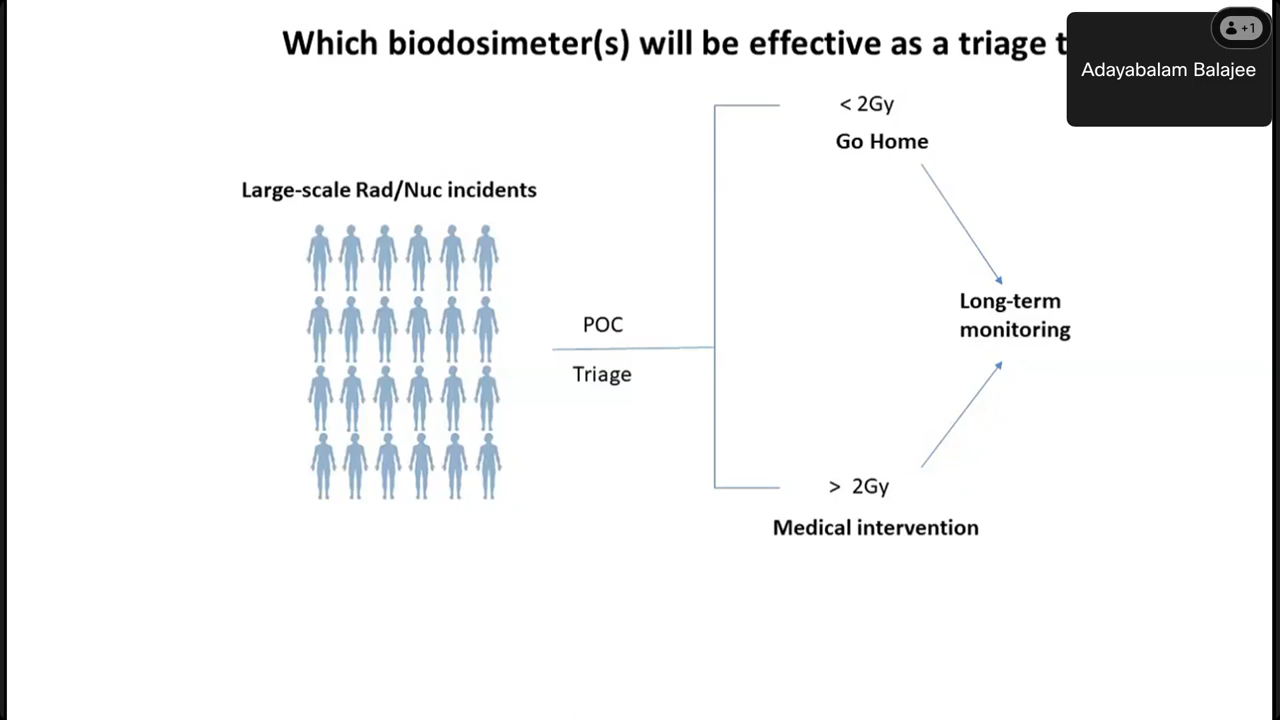 Which biodosimeter(s) will be effective as a triage
+1
Adayabalam Balajee
< 2Gy
Go Home
Large-scale Rad/Nuc incidents
Long-term
monitoring
POC
Triage
> 2Gy
Medical intervention